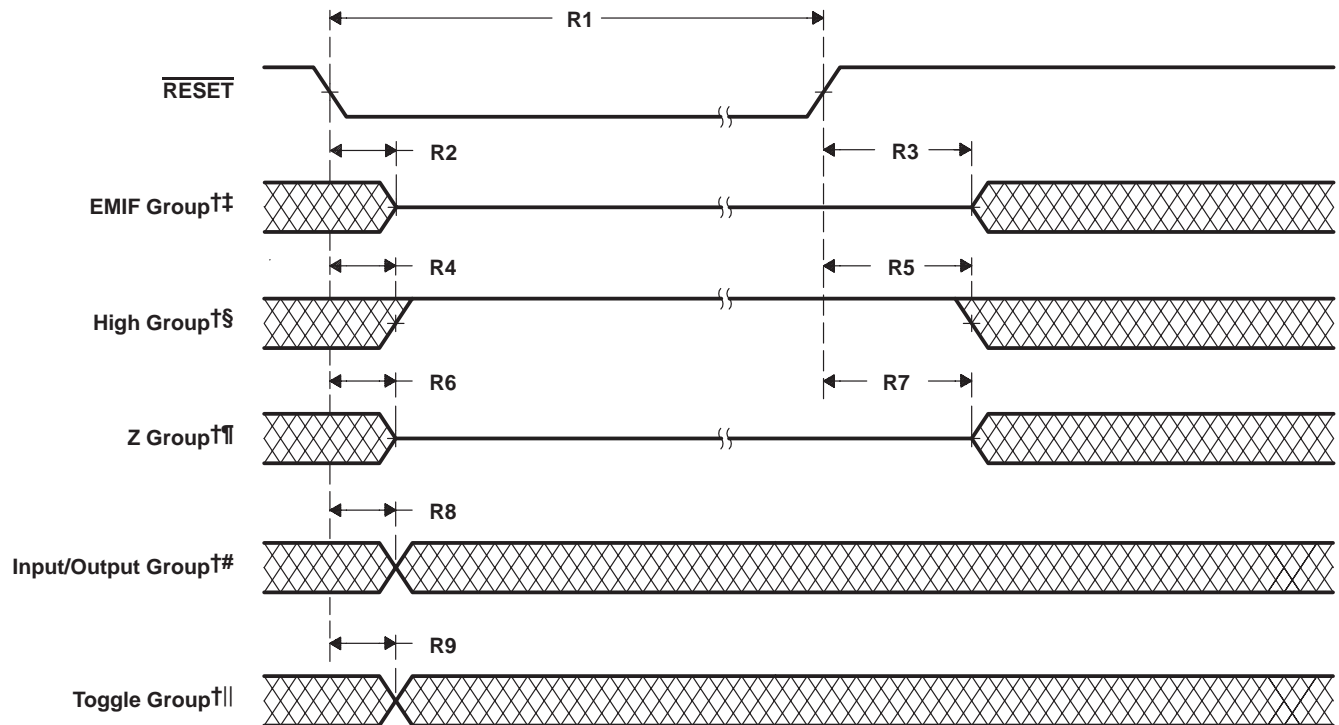 R1
RESET
R2
R3
EMIF Group†‡
R4
R5
High Group†§
R6
R7
Z Group†¶
R8
Input/Output Group†#
R9
Toggle Group†||